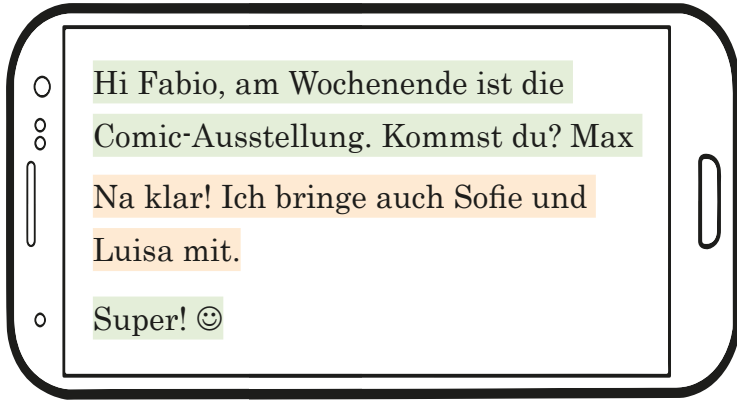 Hi Fabio, am Wochenende ist die
Comic-Ausstellung. Kommst du? Max
Na klar! Ich bringe auch Sofie und
Luisa mit.
Super! ☺